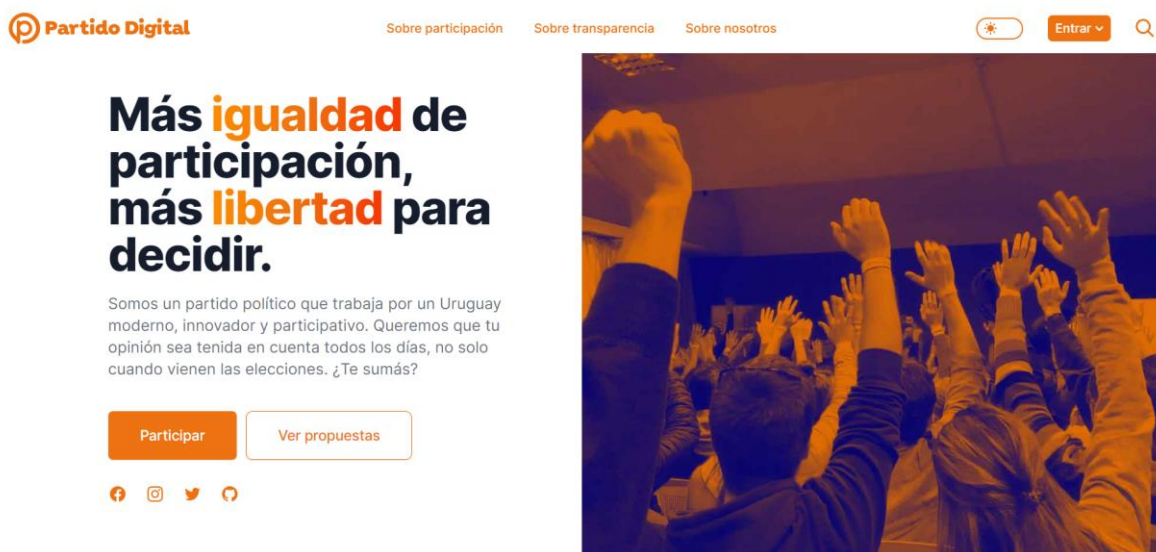 Partido Digital
Sobre participación
Sobre transparencia
Sobre nosotros
Entrar
Más igualdad de
participación,
más libertad para
decidir.
Somos un partido político que trabaja por un Uruguay
moderno, innovador y participativo. Queremos que tu
opinión sea tenida en cuenta todos los días, no solo
cuando vienen las elecciones. ¿Te sumás?
Participar
Ver propuestas